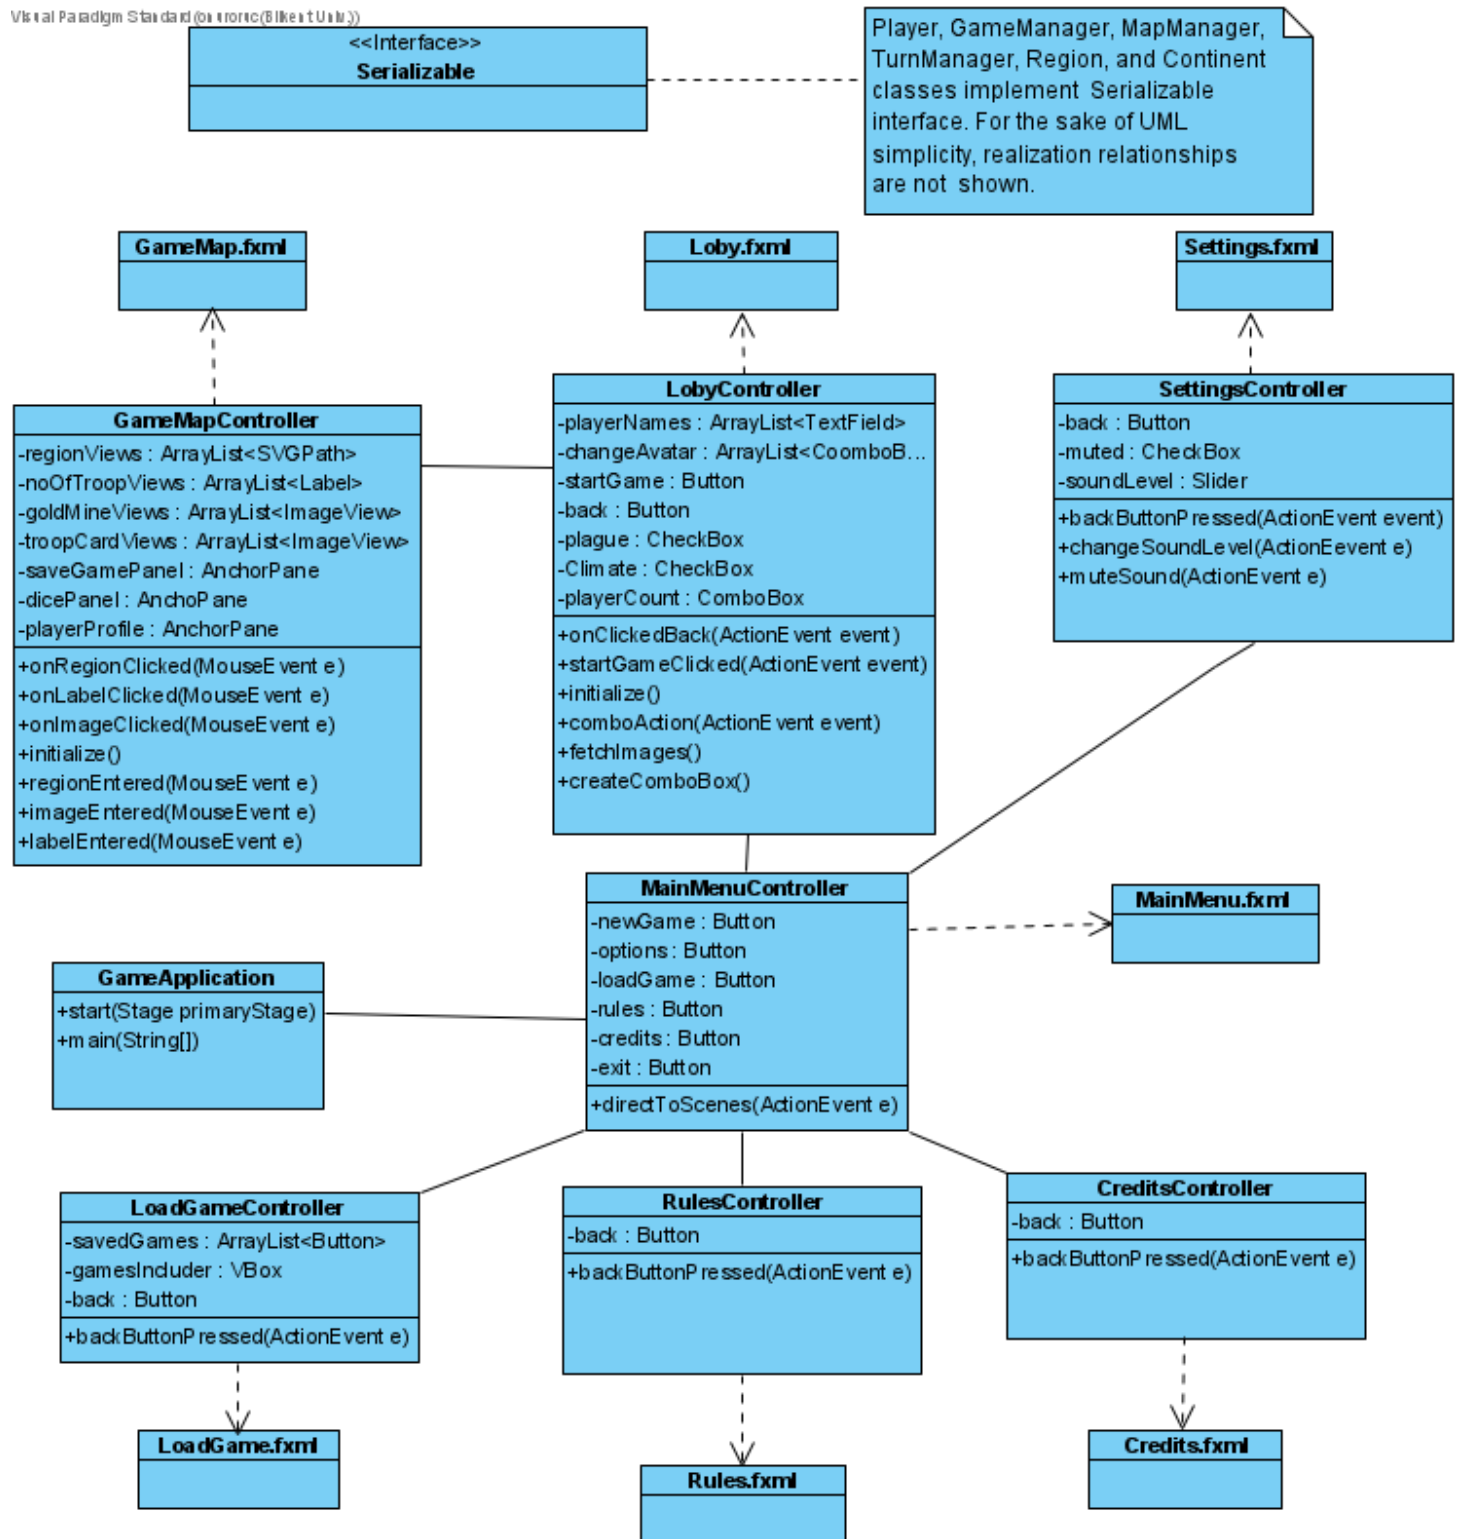 Visual Paradigm Standard (Bilkent Univ.))
<<Interface>>
Serializable
Player, GameManager, MapManager,
TurnManager, Region, and Continent
classes implement Serializable
interface. For the sake of UML
simplicity, realization relationships
are not shown.
GameMap.fxml
Loby.fxml
Settings.fxml
GameMapController
-regionViews : ArrayList<SVGPath>
-noOfTroopViews : ArrayList<Label>
-goldMineViews : ArrayList<ImageView>
-troopCardViews : ArrayList<ImageView>
-saveGamePanel : AnchorPane
-dicePanel : AnchoPane
-playerProfile : AnchorPane
+onRegionClicked(MouseEvent e)
+onLabelClicked(MouseEvent e)
+onImageClicked(MouseEvent e)
+initialize()
+regionEntered(MouseEvent e)
+imageEntered(MouseEvent e)
+labelEntered(MouseEvent e)
LobyController
-playerNames : ArrayList<TextField>
-changeAvatar : ArrayList<CoomboB...
-startGame : Button
-back : Button
-plague : CheckBox
-Climate : CheckBox
-playerCount : ComboBox
+onClickedBack(ActionEvent event)
+startGameClicked(ActionEvent event)
+initialize()
+comboAction(ActionEvent event)
+fetchImages()
+createComboBox()
SettingsController
-back : Button
-muted : CheckBox
-soundLevel : Slider
+backButtonPressed(ActionEvent event)
+changeSoundLevel(ActionEevent e)
+muteSound(ActionEvent e)
MainMenuController
-newGame : Button
-options : Button
-loadGame : Button
-rules : Button
-credits : Button
-exit : Button
+directToScenes(ActionEvent e)
MainMenu.fxml
GameApplication
+start(Stage primaryStage)
+main(String[])
LoadGameController
-savedGames : ArrayList<Button>
-gamesIncluder : VBox
-back : Button
+backButtonPressed(ActionEvent e)
RulesController
-back : Button
+backButtonPressed(ActionEvent e)
CreditsController
-back : Button
+backButtonPressed(ActionEvent e)
LoadGame.fxml
Rules.fxml
Credits.fxml